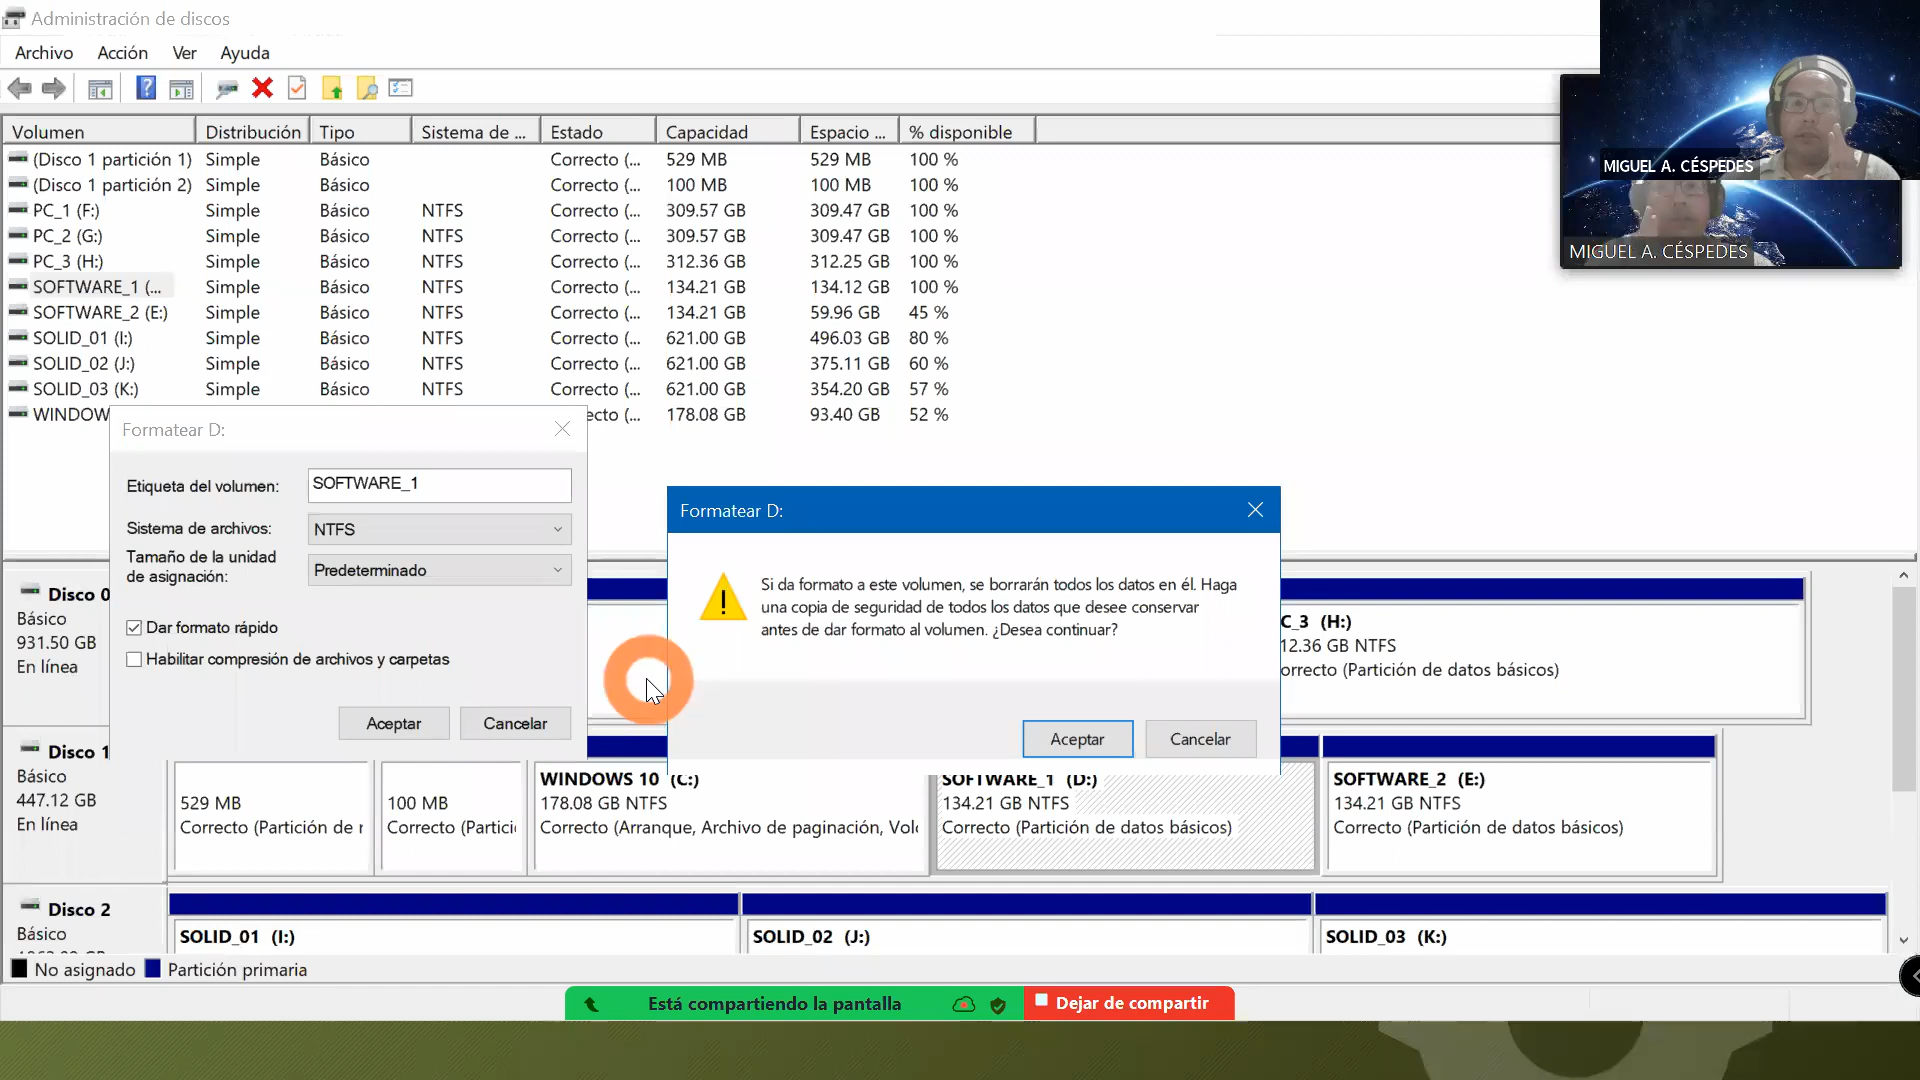 Administración de discos
Archivo Acción Ver Ayuda
Volumen Distribución Tipo Sistema de ... Estado Capacidad Espacio ... % disponible
(Disco 1 partición 1) Simple Básico Correcto (... 529 MB 529 MB 100 %
(Disco 1 partición 2) Simple Básico Correcto (... 100 MB 100 MB 100 %
PC_1 (F:) Simple Básico NTFS Correcto (... 309.57 GB 309.47 GB 100 %
PC_2 (G:) Simple Básico NTFS Correcto (... 309.57 GB 309.47 GB 100 %
PC_3 (H:) Simple Básico NTFS Correcto (... 312.36 GB 312.25 GB 100 %
SOFTWARE_1 (... Simple Básico NTFS Correcto (... 134.21 GB 134.12 GB 100 %
SOFTWARE_2 (E:) Simple Básico NTFS Correcto (... 134.21 GB 59.96 GB 45 %
SOLID_01 (I:) Simple Básico NTFS Correcto (... 621.00 GB 496.03 GB 80 %
SOLID_02 (J:) Simple Básico NTFS Correcto (... 621.00 GB 375.11 GB 60 %
SOLID_03 (K:) Simple Básico NTFS Correcto (... 621.00 GB 354.20 GB 57 %
WINDOW ecto (... 178.08 GB 93.40 GB 52 %
MIGUEL A. CÉSPEDES
MIGUEL A. CÉSPEDES
Formatear D:
Etiqueta del volumen: SOFTWARE_1
Sistema de archivos: NTFS
Tamaño de la unidad
de asignación: Predeterminado
Dar formato rápido
Habilitar compresión de archivos y carpetas
Aceptar Cancelar
Formatear D:
Si da formato a este volumen, se borrarán todos los datos en él. Haga
una copia de seguridad de todos los datos que desee conservar
antes de dar formato al volumen. ¿Desea continuar?
Aceptar Cancelar
Disco 0
Básico
931.50 GB
En línea
C_3 (H:)
12.36 GB NTFS
orrecto (Partición de datos básicos)
Disco 1
Básico
447.12 GB
En línea
529 MB
Correcto (Partición de r
100 MB
Correcto (Partici
WINDOWS 10 (C:)
178.08 GB NTFS
Correcto (Arranque, Archivo de paginación, Volc
SOFTWARE_1 (D:)
134.21 GB NTFS
Correcto (Partición de datos básicos)
SOFTWARE_2 (E:)
134.21 GB NTFS
Correcto (Partición de datos básicos)
Disco 2
Básico
SOLID_01 (I:)
SOLID_02 (J:)
SOLID_03 (K:)
No asignado Partición primaria
Está compartiendo la pantalla Dejar de compartir